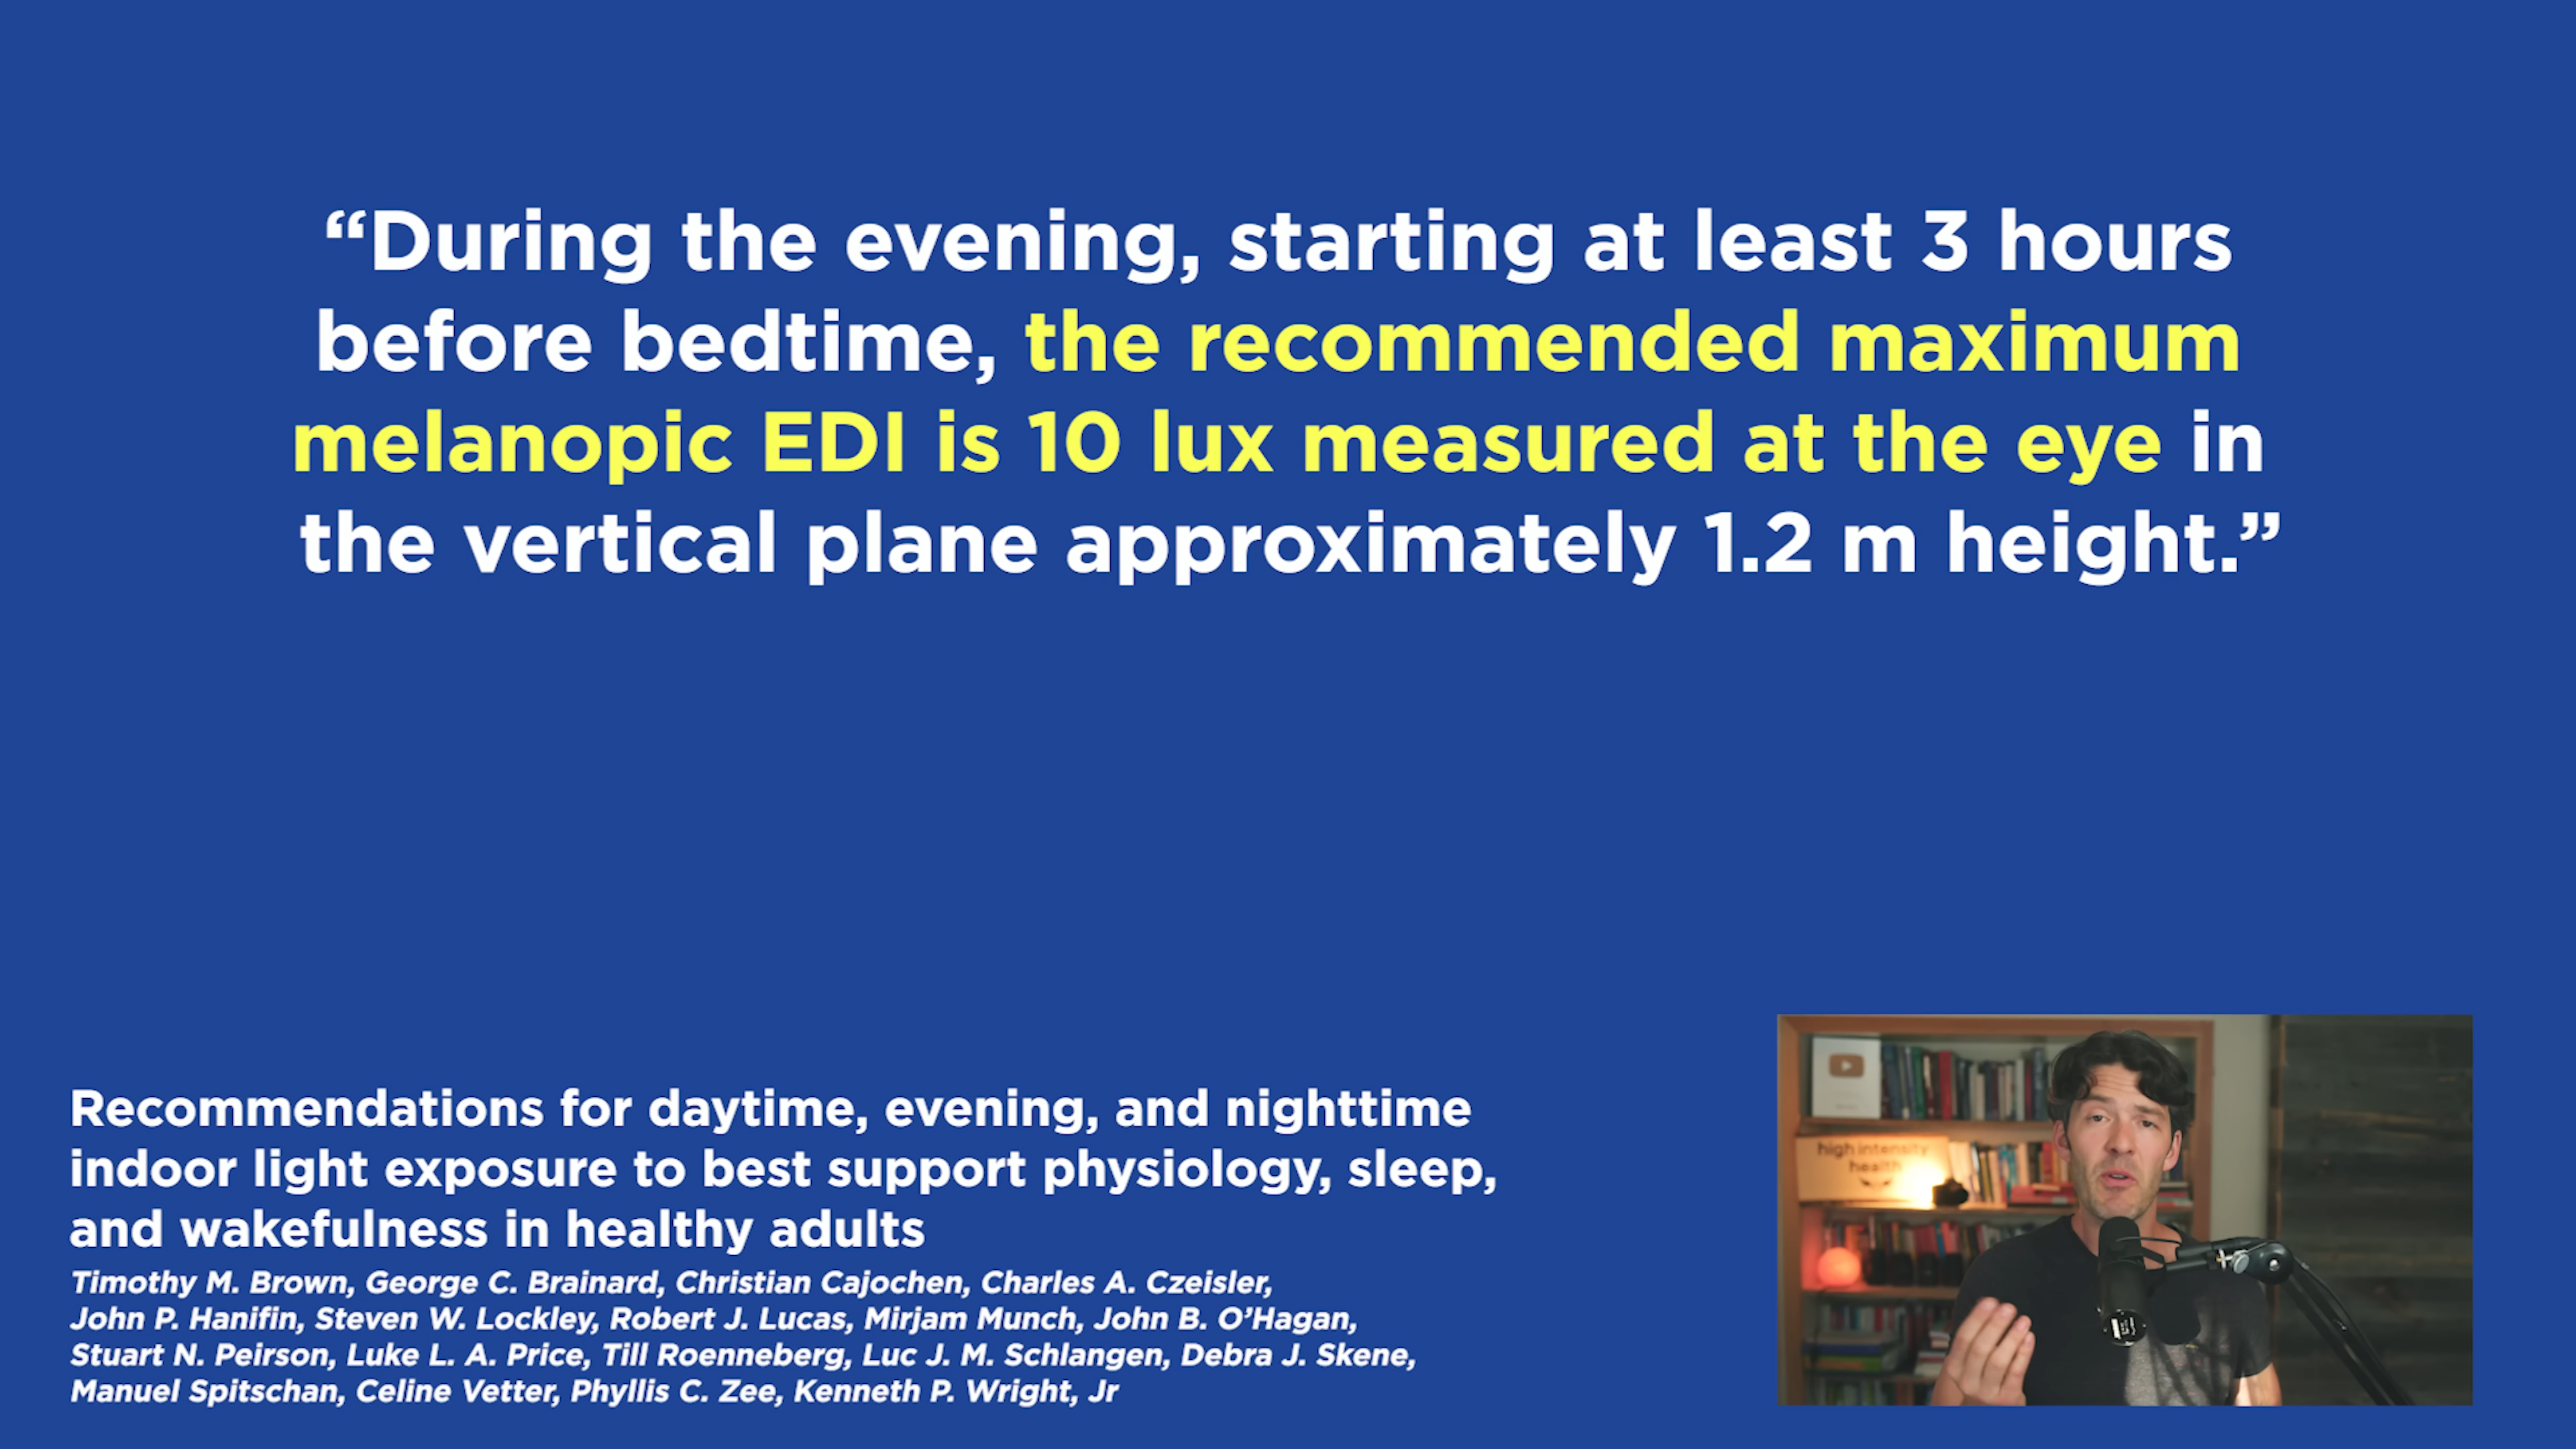 “During the evening, starting at least 3 hours
before bedtime, the recommended maximum
melanopic EDI is 10 lux measured at the eye in
the vertical plane approximately 1.2 m height.”
Recommendations for daytime, evening, and nighttime
indoor light exposure to best support physiology, sleep,
and wakefulness in healthy adults
Timothy M. Brown, George C. Brainard, Christian Cajochen, Charles A. Czeisler,
John P. Hanifin, Steven W. Lockley, Robert J. Lucas, Mirjam Munch, John B. O’Hagan,
Stuart N. Peirson, Luke L. A. Price, Till Roenneberg, Luc J. M. Schlangen, Debra J. Skene,
Manuel Spitschan, Celine Vetter, Phyllis C. Zee, Kenneth P. Wright, Jr
high intensity
health